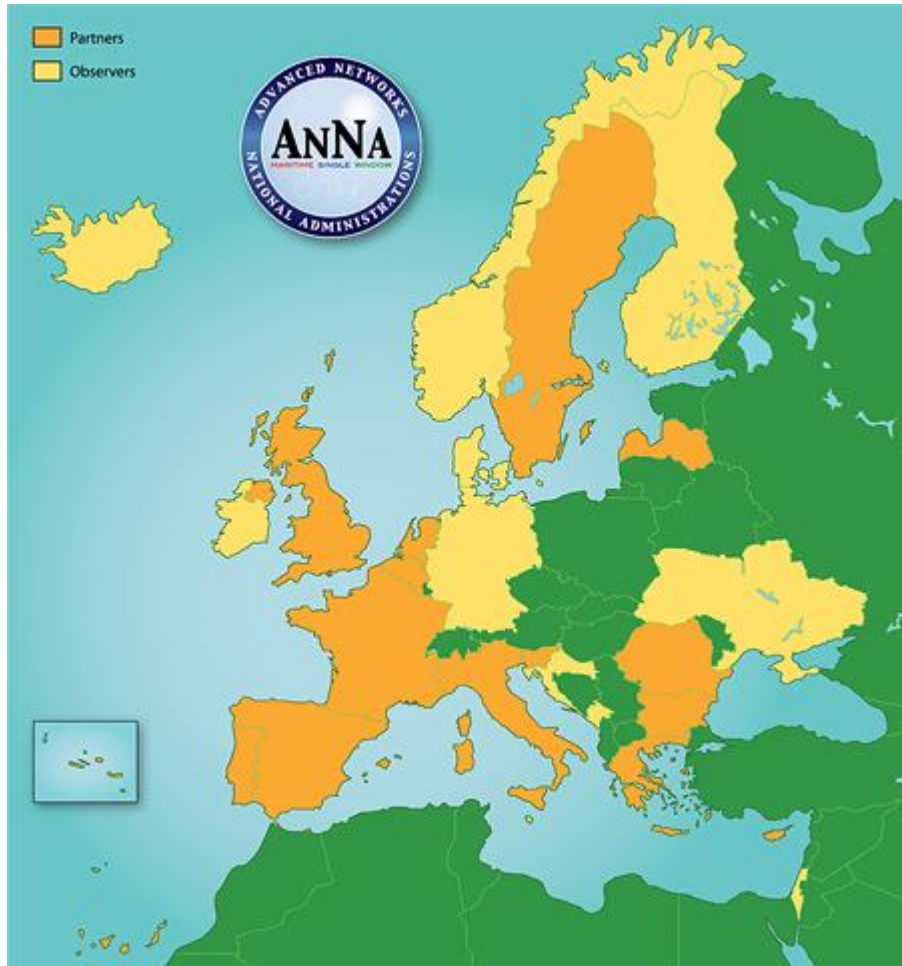 Partners
Observers
ADVANCED NETWORKS
ANNA
MARITIME SINGLE WINDOW
NATIONAL ADMINISTRATIONS